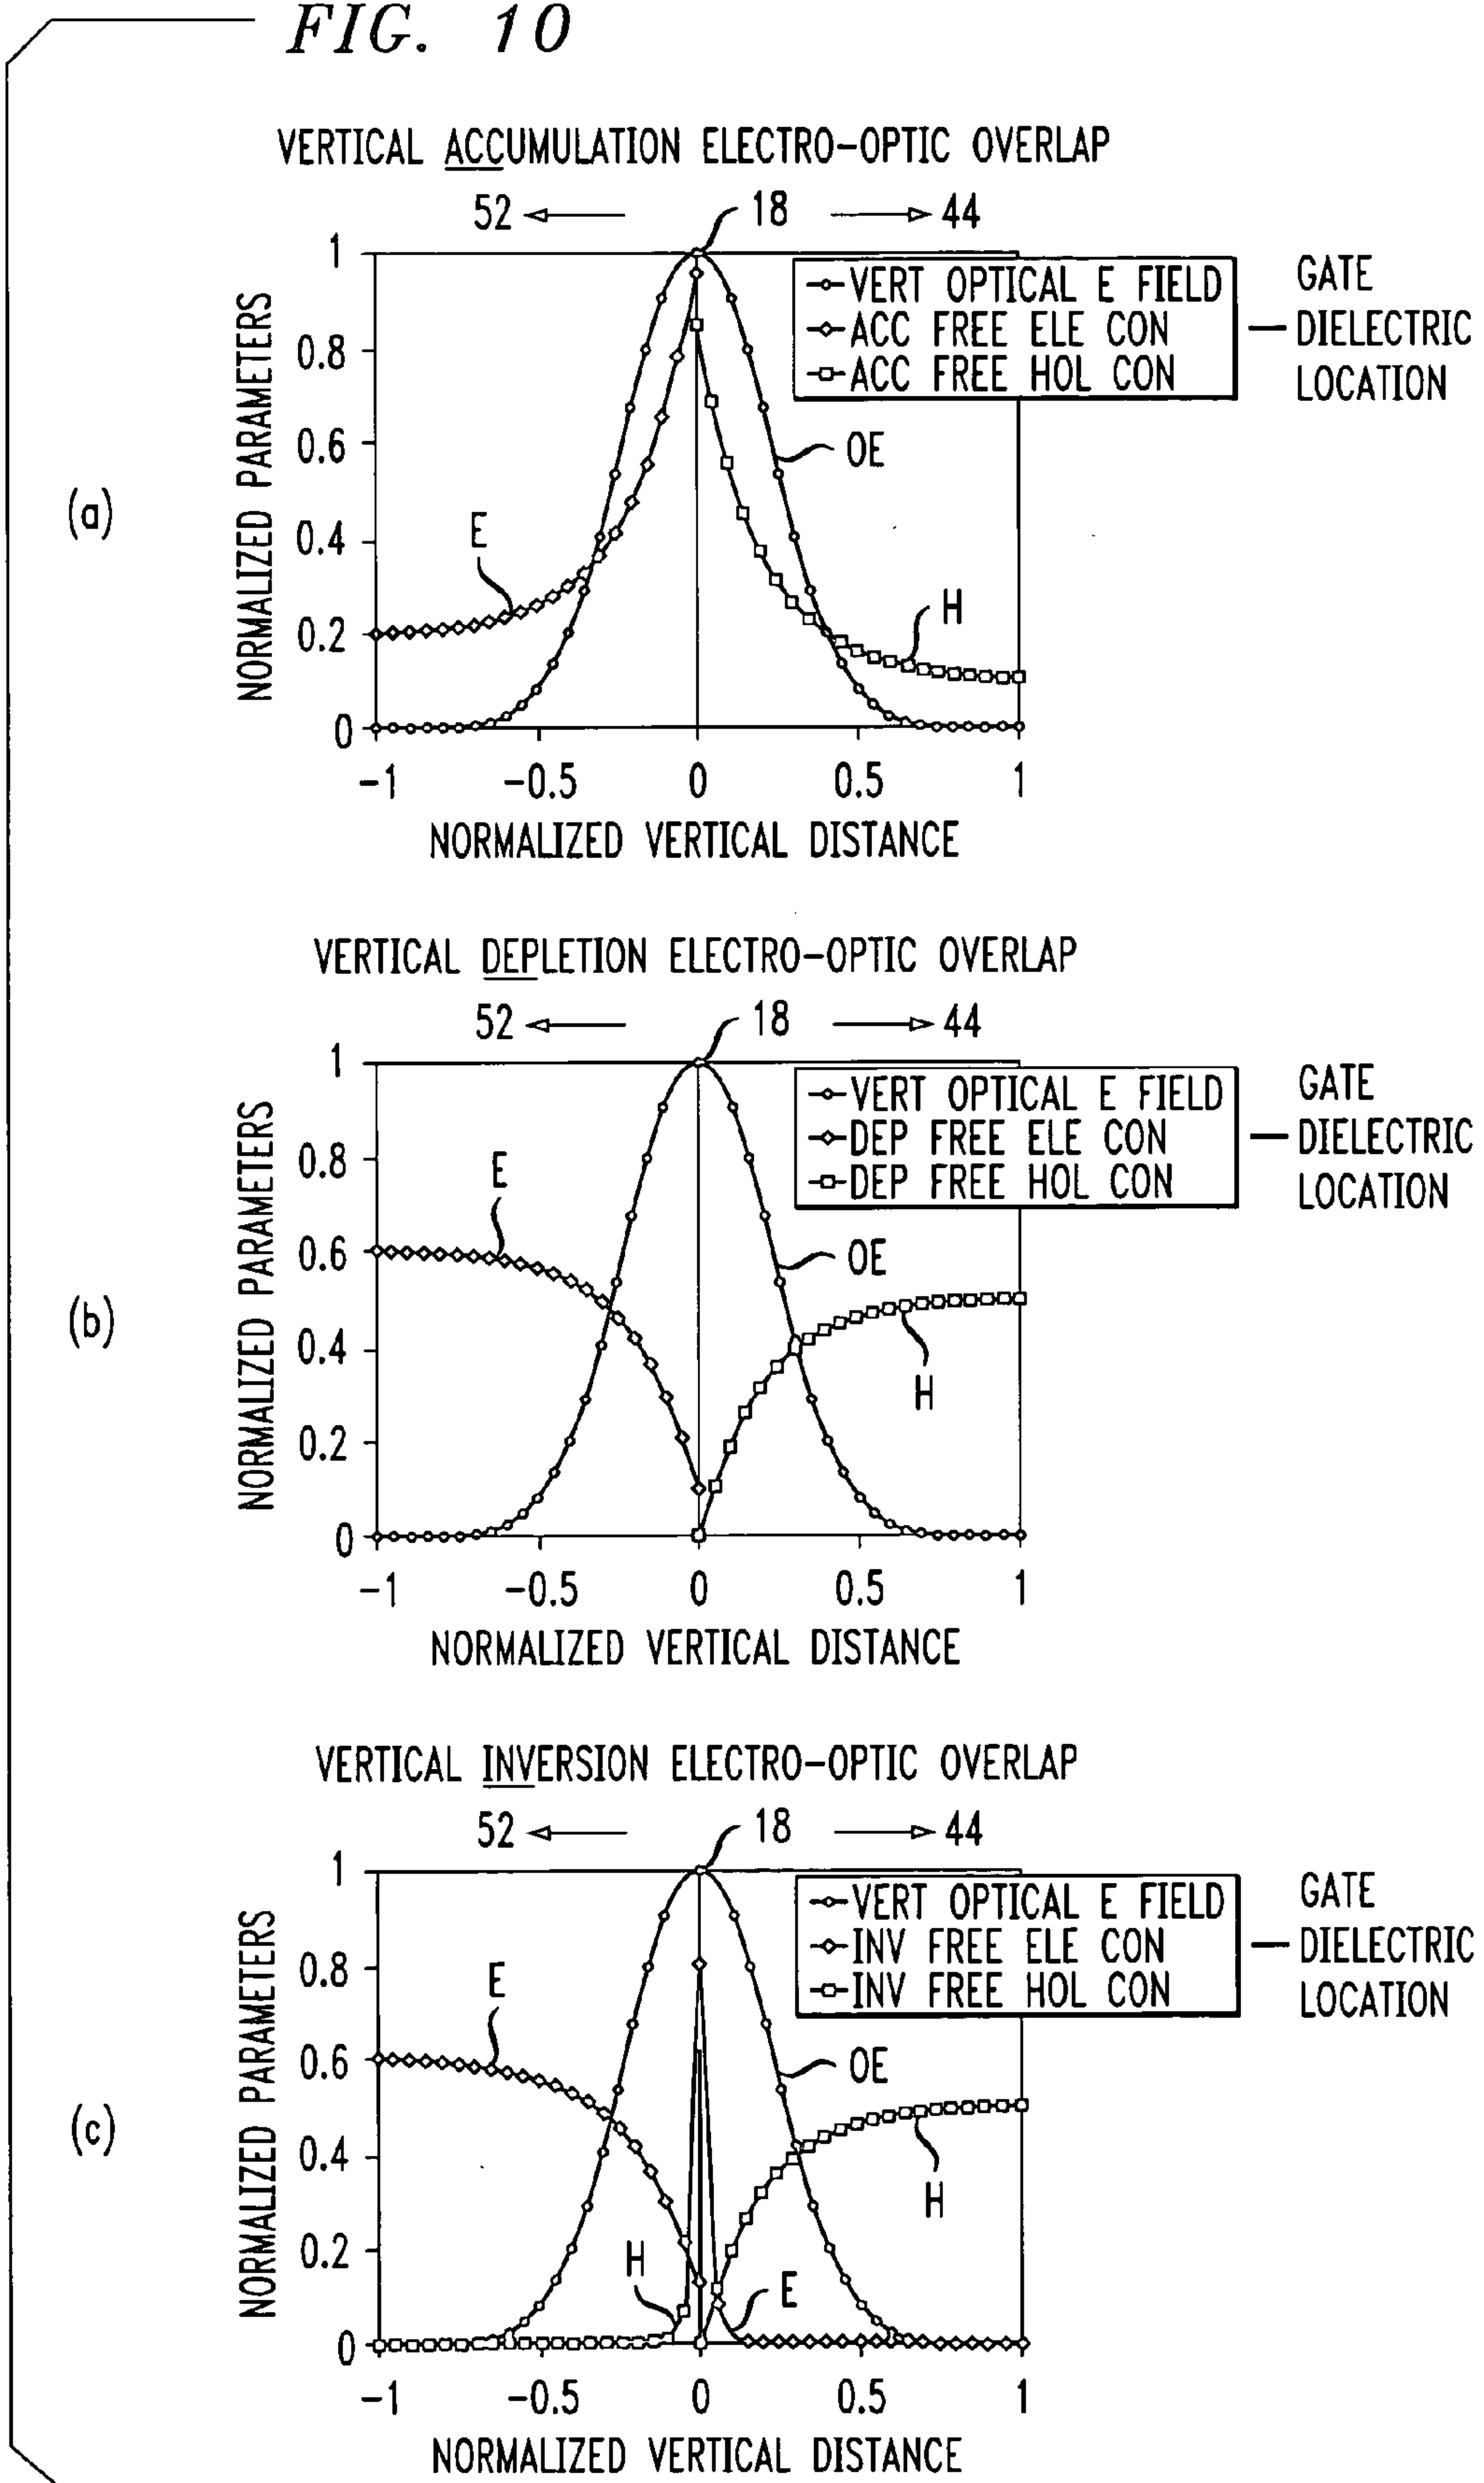 FIG. 10
(a)
VERTICAL ACCUMULATION ELECTRO-OPTIC OVERLAP
52 18 44
VERT OPTICAL E FIELD
ACC FREE ELE CON
ACC FREE HOL CON
GATE
DIELECTRIC
LOCATION
NORMALIZED PARAMETERS
1
0.8
0.6
0.4
0.2
0
E
OE
H
-1 -0.5 0 0.5 1
NORMALIZED VERTICAL DISTANCE
(b)
VERTICAL DEPLETION ELECTRO-OPTIC OVERLAP
52 18 44
VERT OPTICAL E FIELD
DEP FREE ELE CON
DEP FREE HOL CON
GATE
DIELECTRIC
LOCATION
NORMALIZED PARAMETERS
1
0.8
0.6
0.4
0.2
0
E
OE
H
-1 -0.5 0 0.5 1
NORMALIZED VERTICAL DISTANCE
(c)
VERTICAL INVERSION ELECTRO-OPTIC OVERLAP
52 18 44
VERT OPTICAL E FIELD
INV FREE ELE CON
INV FREE HOL CON
GATE
DIELECTRIC
LOCATION
NORMALIZED PARAMETERS
1
0.8
0.6
0.4
0.2
0
E
OE
H
H
E
-1 -0.5 0 0.5 1
NORMALIZED VERTICAL DISTANCE